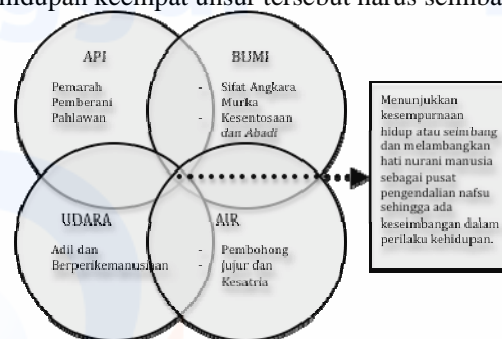 hidupan keempat unsur tersebut harus seimba
API
Pemarah
Pemberani
Pahlawan
BUMI
- Sifat Angkara
Murka
- Kesentosaan
dan Abadi
UDARA
Adil dan
Berperikemanusiaan
AIR
- Pembohong
- Jujur dan
Kesatria
Menunjukkan
kesempurnaan
hidup atau seimbang
dan melambangkan
hati nurani manusia
sebagai pusat
pengendalian nafsu
sehingga ada
keseimbangan dalam
perilaku kehidupan.